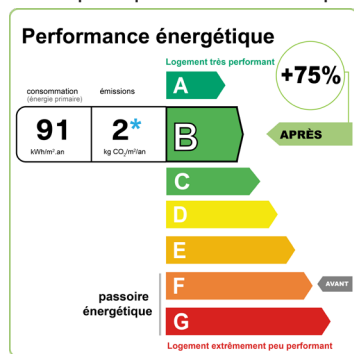 Performance énergétique
Logement très performant
+75%
A
consommation
(énergie primaire)
émissions
91
kWh/m².an
2*
kg CO₂/m²/an
B
APRÈS
C
D
E
F
AVANT
passoire
énergétique
G
Logement extrêmement peu performant